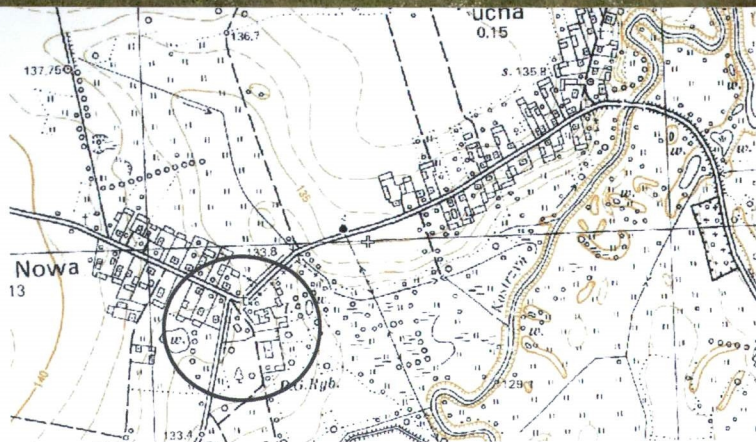 ucha
0.15
136.7
137.75
s. 135.8
w.
w.
135
w.
133.8
Nowa
13
Kostrzyn
w.
w.
140
Ryb.
129.1
133.4